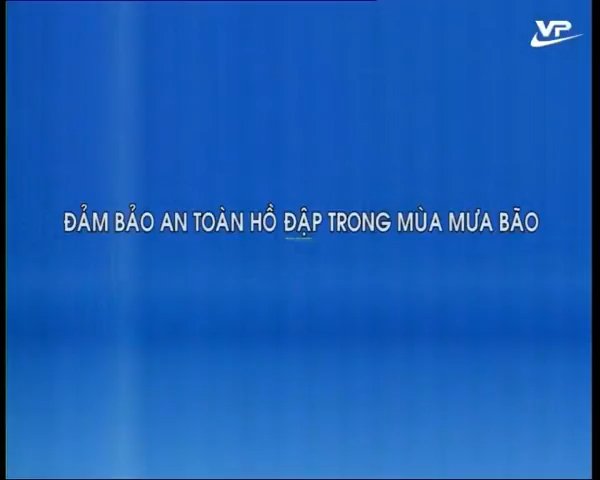 VP
ĐẢM BẢO AN TOÀN HỒ ĐẬP TRONG MÙA MƯA BÃO